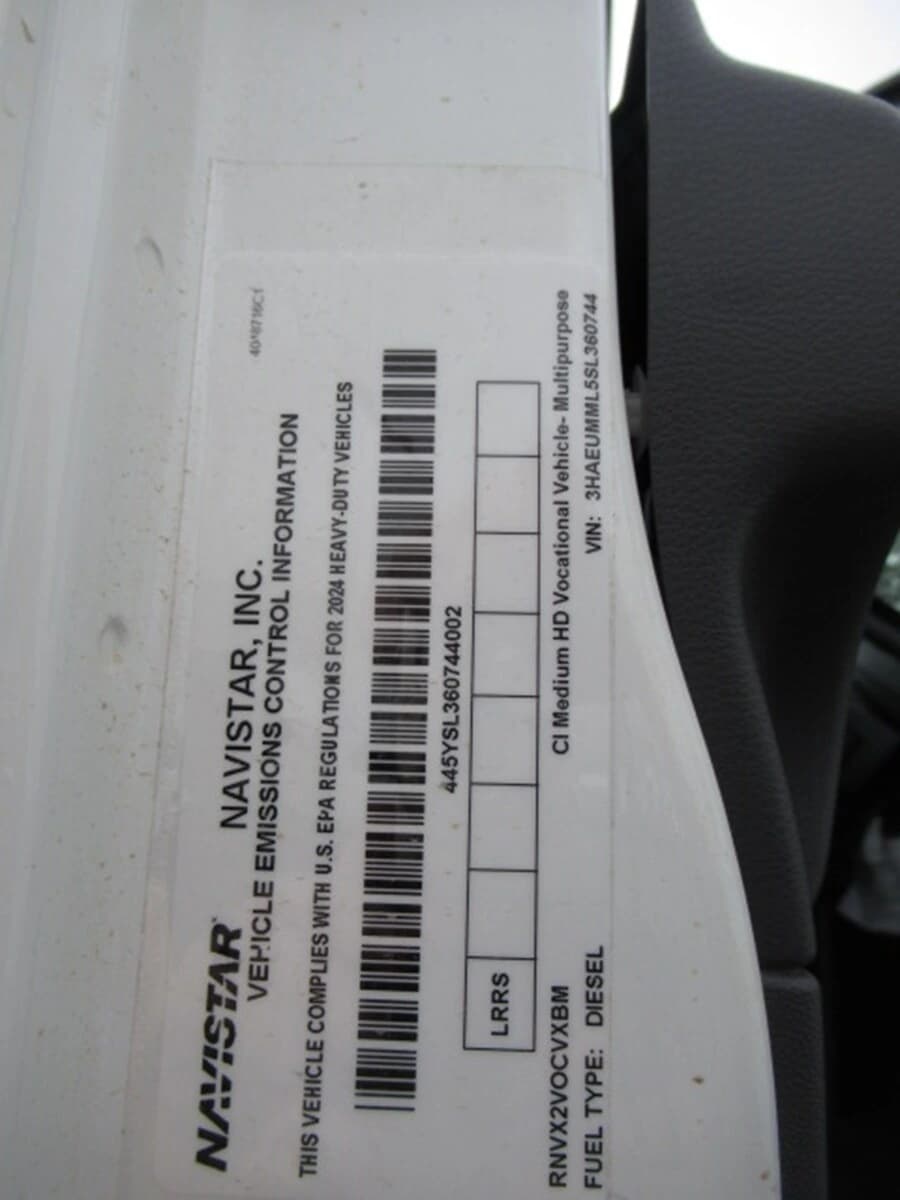 NAVISTAR
NAVISTAR, INC.
VEHICLE EMISSIONS CONTROL INFORMATION
THIS VEHICLE COMPLIES WITH U.S. EPA REGULATIONS FOR 2024 HEAVY-DUTY VEHICLES
445YSL360744002
LRRS
RNVX2VOCVXBM CI Medium HD Vocational Vehicle- Multipurpose
FUEL TYPE: DIESEL VIN: 3HAEUMML5SL360744